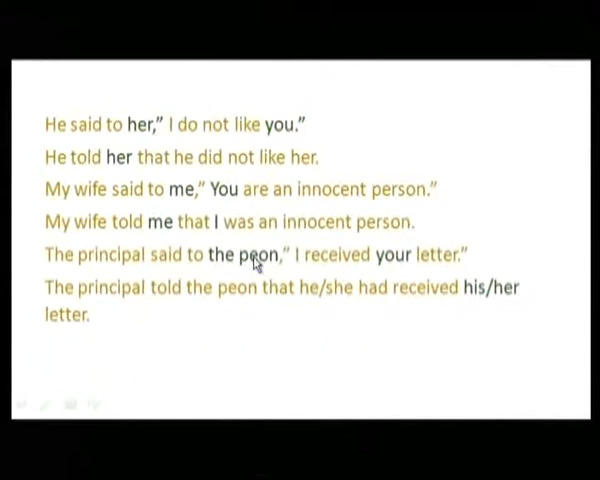 He said to her,” I do not like you.”
He told her that he did not like her.
My wife said to me,” You are an innocent person.”
My wife told me that I was an innocent person.
The principal said to the peon,” I received your letter.”
The principal told the peon that he/she had received his/her
letter.